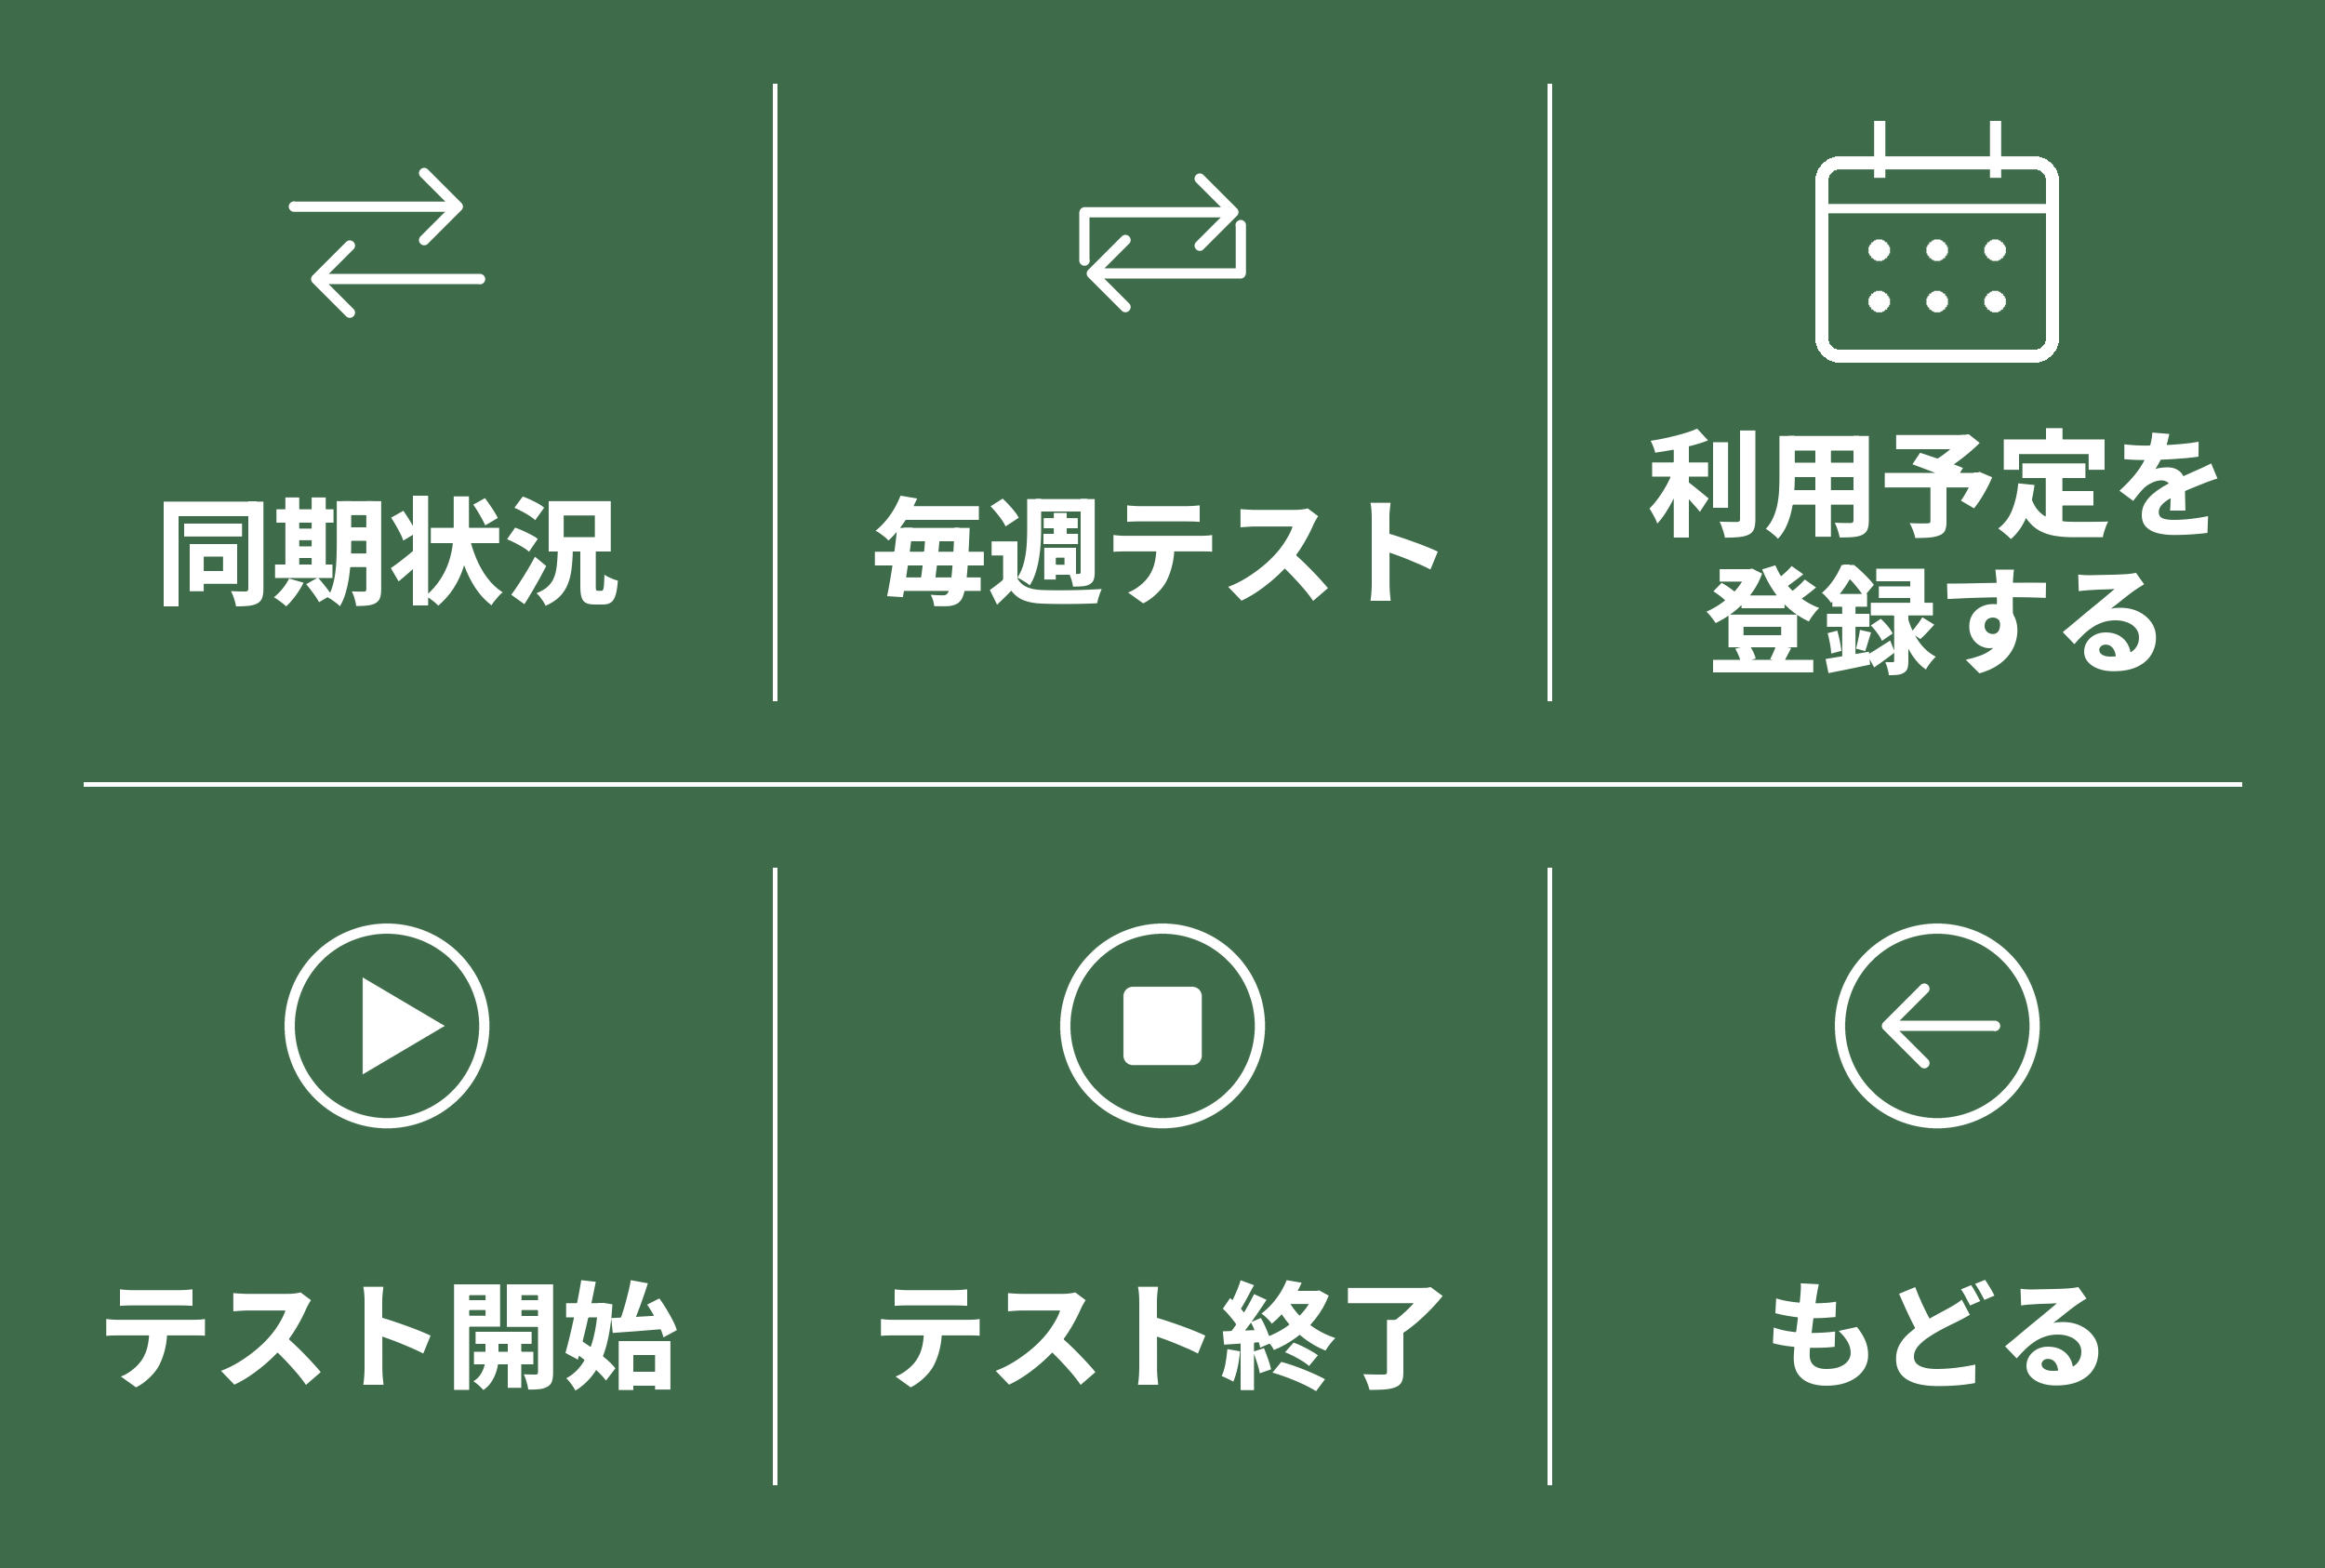 同期状況
毎週テスト
利用予定を
登録する
テスト開始
テスト終了
もどる